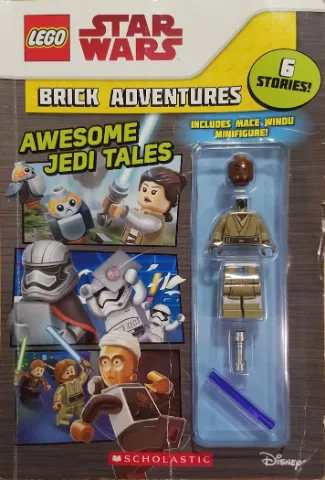 LEGO
STAR
WARS
6
STORIES!
BRICK ADVENTURES
INCLUDES MACE WINDU
MINIFIGURE!
AWESOME
JEDI TALES
SCHOLASTIC
Disney